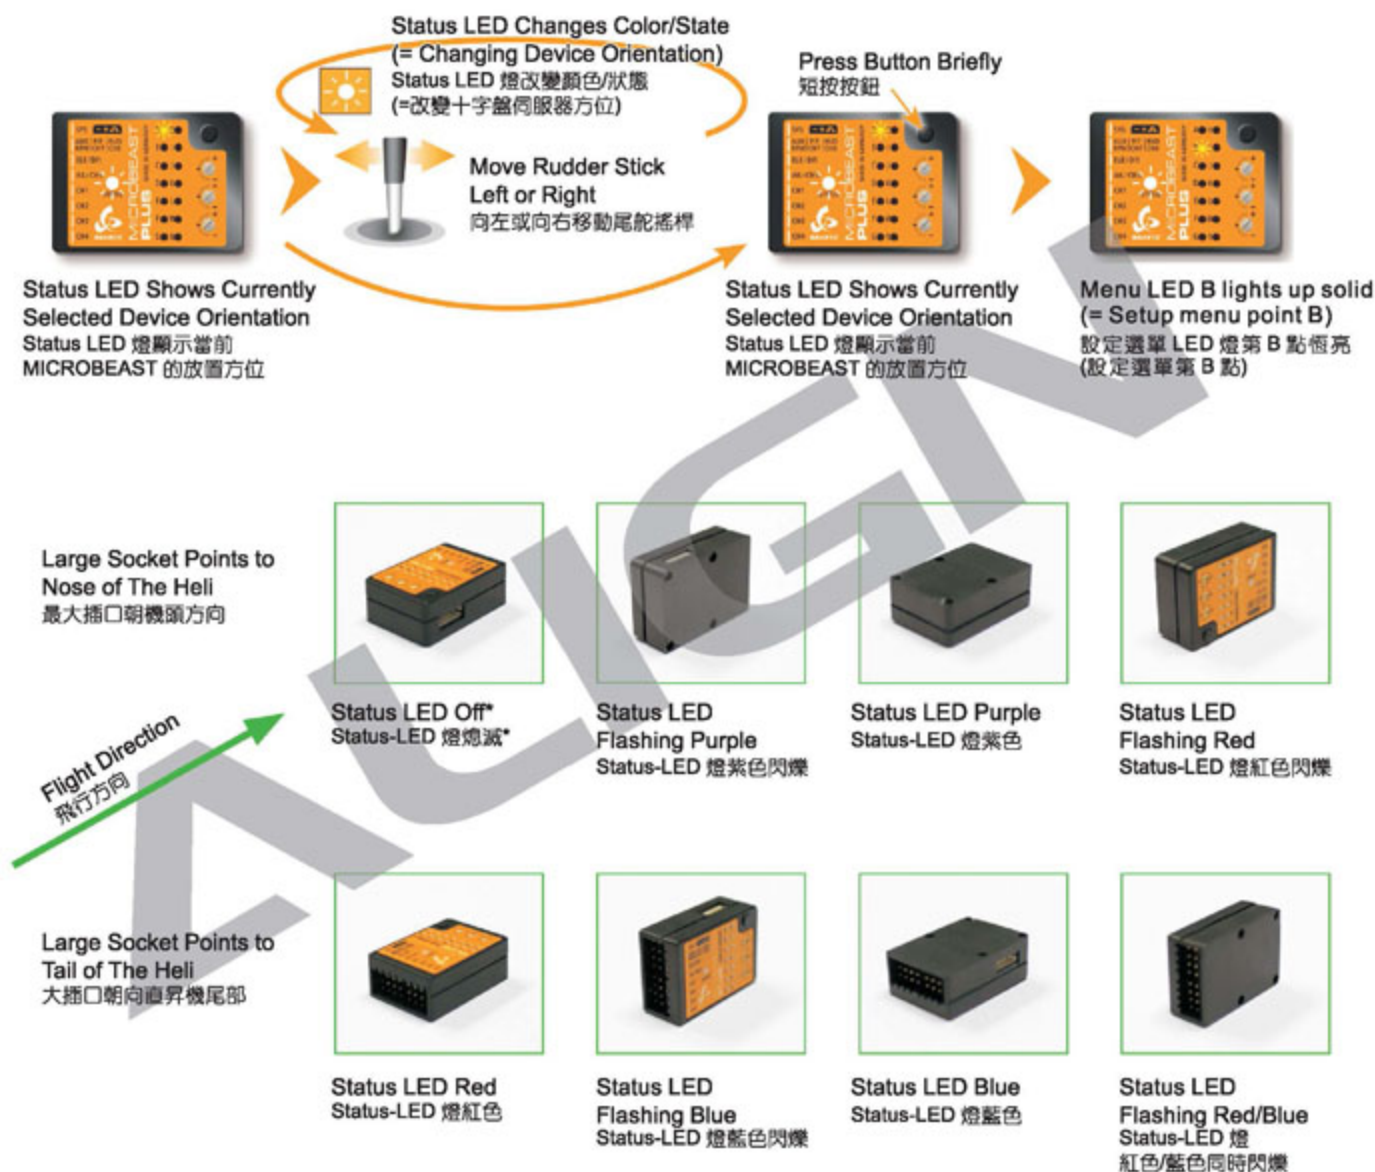 Status LED Changes Color/State
(= Changing Device Orientation)
Status LED 燈改變顏色/狀態
(=改變十字盤伺服器方位)
Press Button Briefly
短按按鈕
MICROBEAST
PLUS
Move Rudder Stick
Left or Right
向左或向右移動尾舵搖桿
MICROBEAST
PLUS
MICROBEAST
PLUS
Status LED Shows Currently
Selected Device Orientation
Status LED 燈顯示當前
MICROBEAST 的放置方位
Status LED Shows Currently
Selected Device Orientation
Status LED 燈顯示當前
MICROBEAST 的放置方位
Menu LED B lights up solid
(= Setup menu point B)
設定選單 LED 燈第 B 點恆亮
(設定選單第 B 點)
ALIGN
Large Socket Points to
Nose of The Heli
最大插口朝機頭方向
Status LED Off*
Status-LED 燈熄滅*
Status LED
Flashing Purple
Status-LED 燈紫色閃爍
Status LED Purple
Status-LED 燈紫色
Status LED
Flashing Red
Status-LED 燈紅色閃爍
Flight Direction
飛行方向
Large Socket Points to
Tail of The Heli
大插口朝向直昇機尾部
Status LED Red
Status-LED 燈紅色
Status LED
Flashing Blue
Status-LED 燈藍色閃爍
Status LED Blue
Status-LED 燈藍色
Status LED
Flashing Red/Blue
Status-LED 燈
紅色/藍色同時閃爍